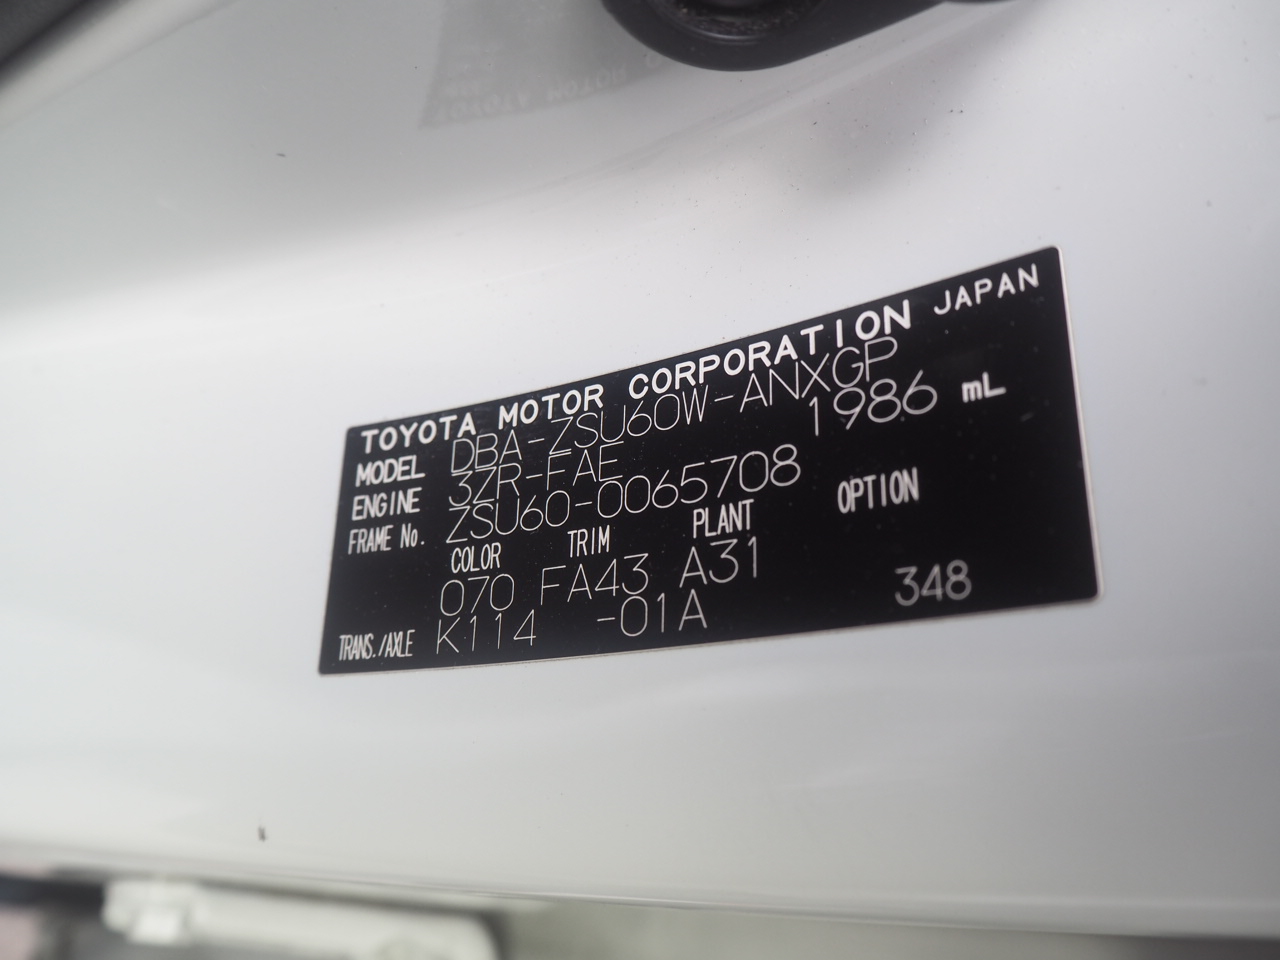 TOYOTA MOTOR CORPORATION JAPAN
MODEL DBA-ZSU60W-ANXGP
ENGINE 3ZR-FAE 1986 mL
FRAME No. ZSU60-0065708
COLOR TRIM PLANT OPTION
070 FA43 A31
TRANS./AXLE K114 -01A 348